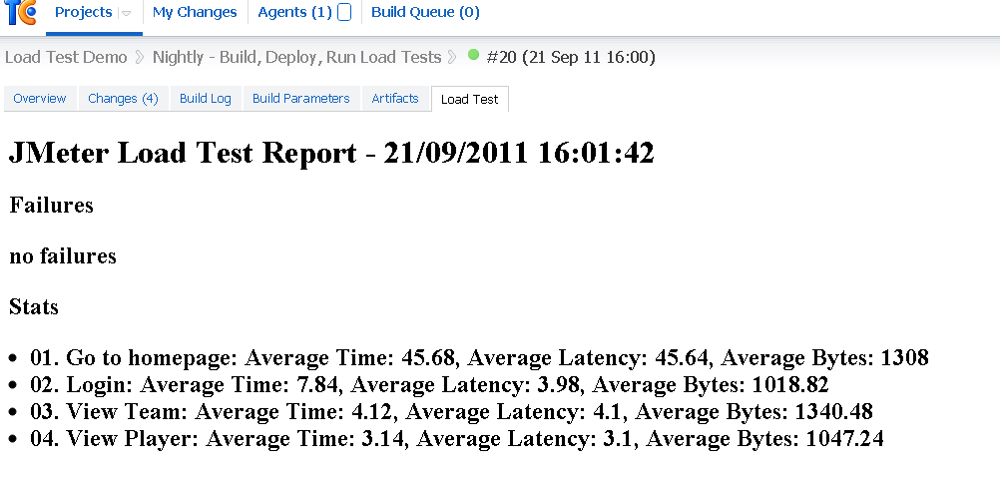 TC Projects My Changes Agents (1) Build Queue (0)
Load Test Demo Nightly - Build, Deploy, Run Load Tests #20 (21 Sep 11 16:00)
Overview Changes (4) Build Log Build Parameters Artifacts Load Test
JMeter Load Test Report - 21/09/2011 16:01:42
Failures
no failures
Stats
01. Go to homepage: Average Time: 45.68, Average Latency: 45.64, Average Bytes: 1308
02. Login: Average Time: 7.84, Average Latency: 3.98, Average Bytes: 1018.82
03. View Team: Average Time: 4.12, Average Latency: 4.1, Average Bytes: 1340.48
04. View Player: Average Time: 3.14, Average Latency: 3.1, Average Bytes: 1047.24